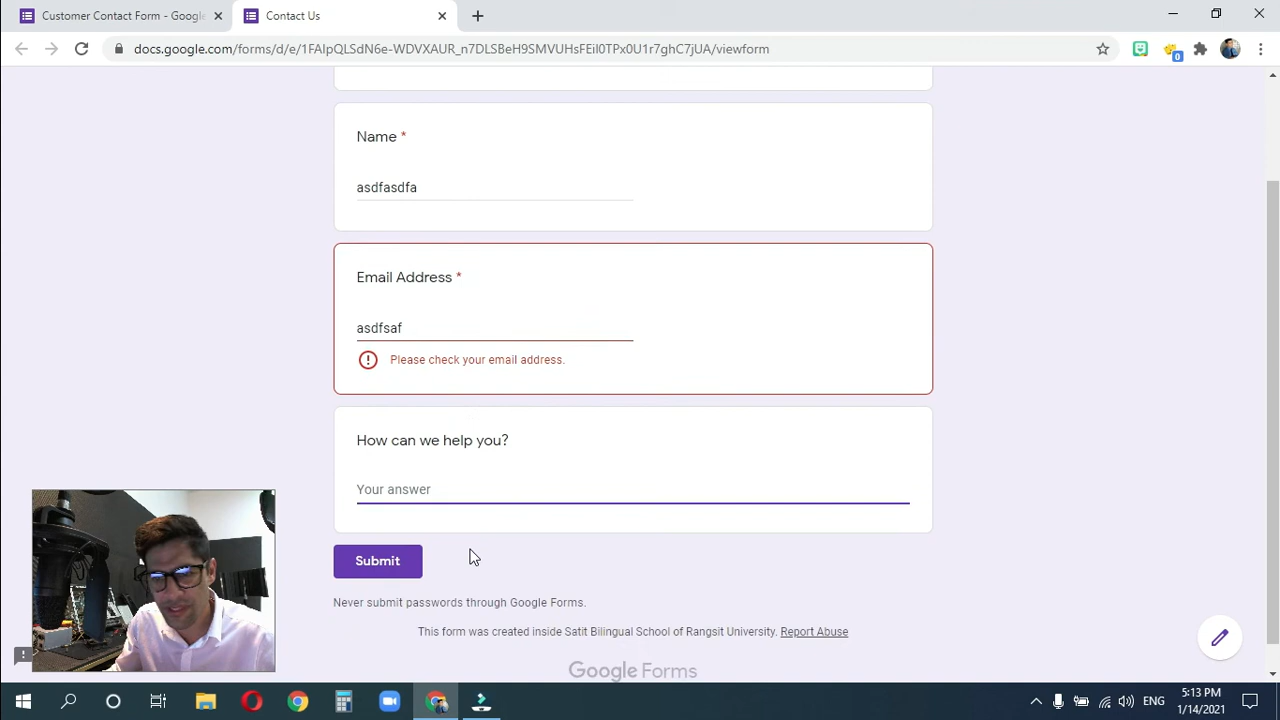 Customer Contact Form - Google
Contact Us
docs.google.com/forms/d/e/1FAIpQLSdN6e-WDVXAUR_n7DLSBeH9SMVUHsFEiI0TPx0U1r7ghC7jUA/viewform
0
Name *
asdfasdfa
Email Address *
asdfsaf
Please check your email address.
How can we help you?
Your answer
Submit
Never submit passwords through Google Forms.
This form was created inside Satit Bilingual School of Rangsit University. Report Abuse
Google Forms
ENG
5:13 PM
1/14/2021